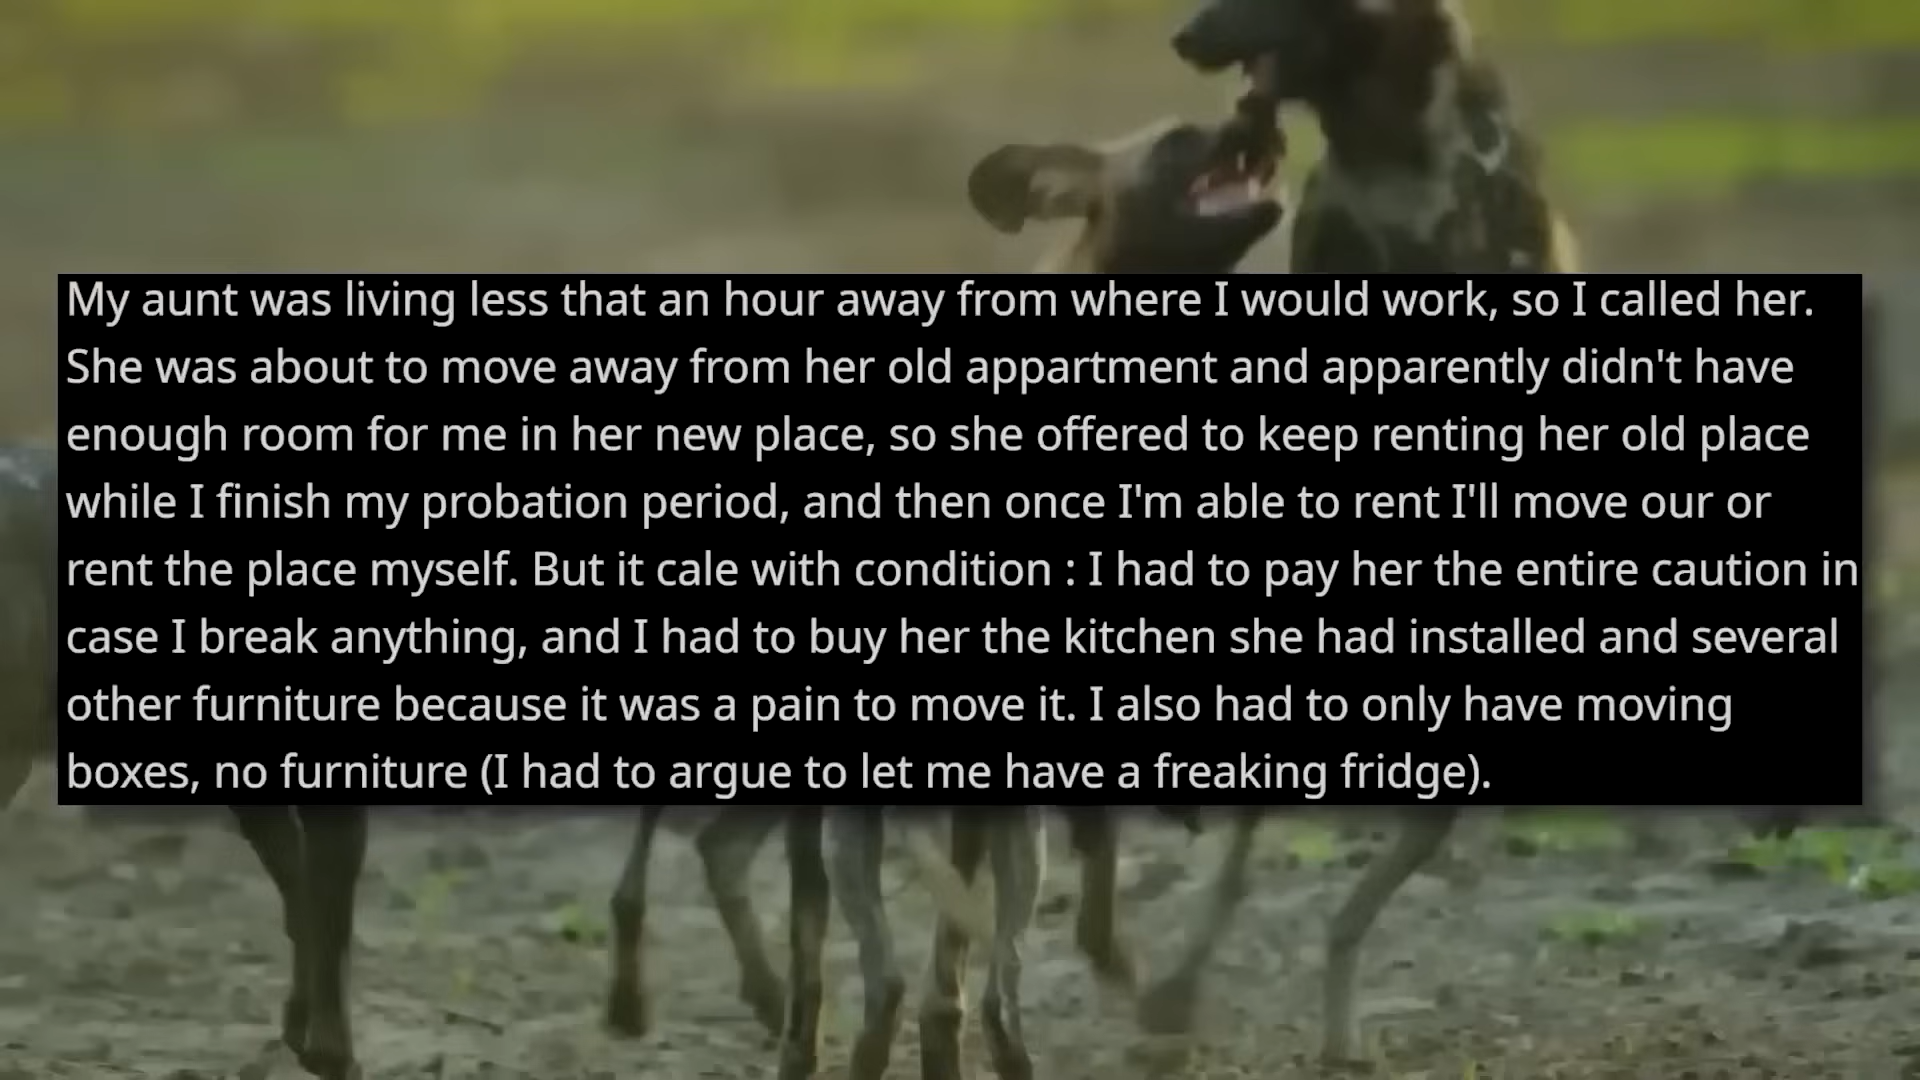 My aunt was living less that an hour away from where I would work, so I called her.
She was about to move away from her old appartment and apparently didn't have
enough room for me in her new place, so she offered to keep renting her old place
while I finish my probation period, and then once I'm able to rent I'll move our or
rent the place myself. But it cale with condition : I had to pay her the entire caution in
case I break anything, and I had to buy her the kitchen she had installed and several
other furniture because it was a pain to move it. I also had to only have moving
boxes, no furniture (I had to argue to let me have a freaking fridge).